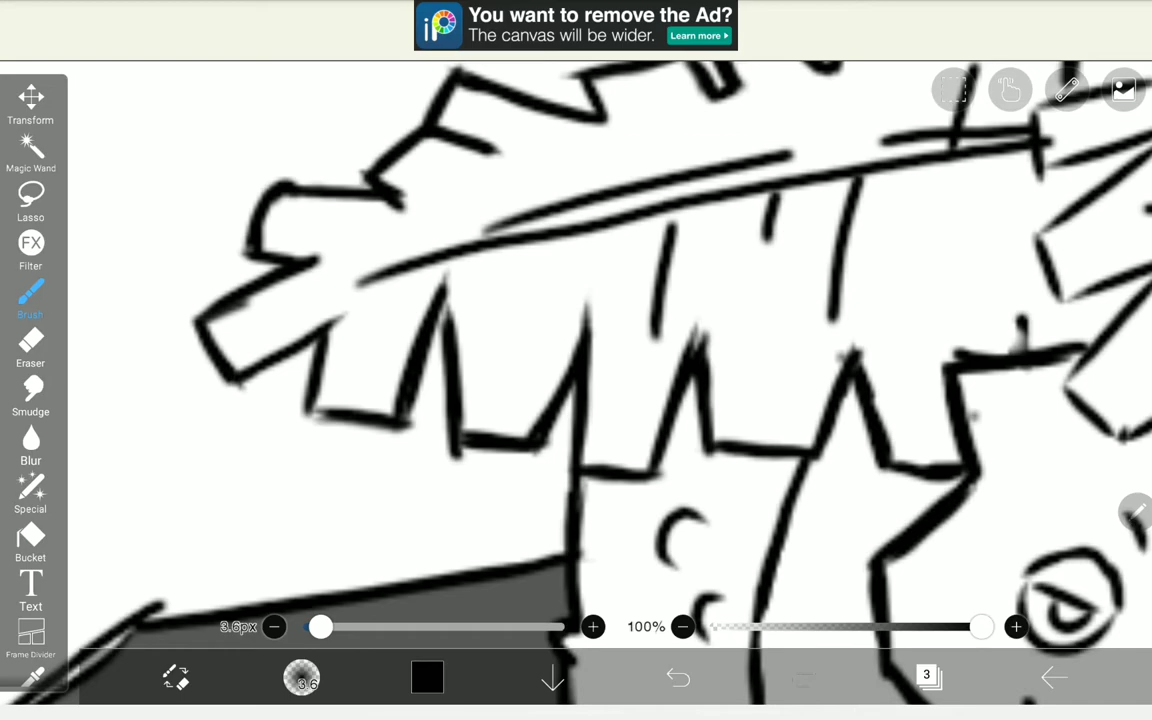 iP
You want to remove the Ad?
The canvas will be wider.
Learn more
Transform
Magic Wand
Lasso
FX
Filter
Brush
Eraser
Smudge
Blur
Special
Bucket
T
Text
Frame Divider
3.6px
100%
3.6
3